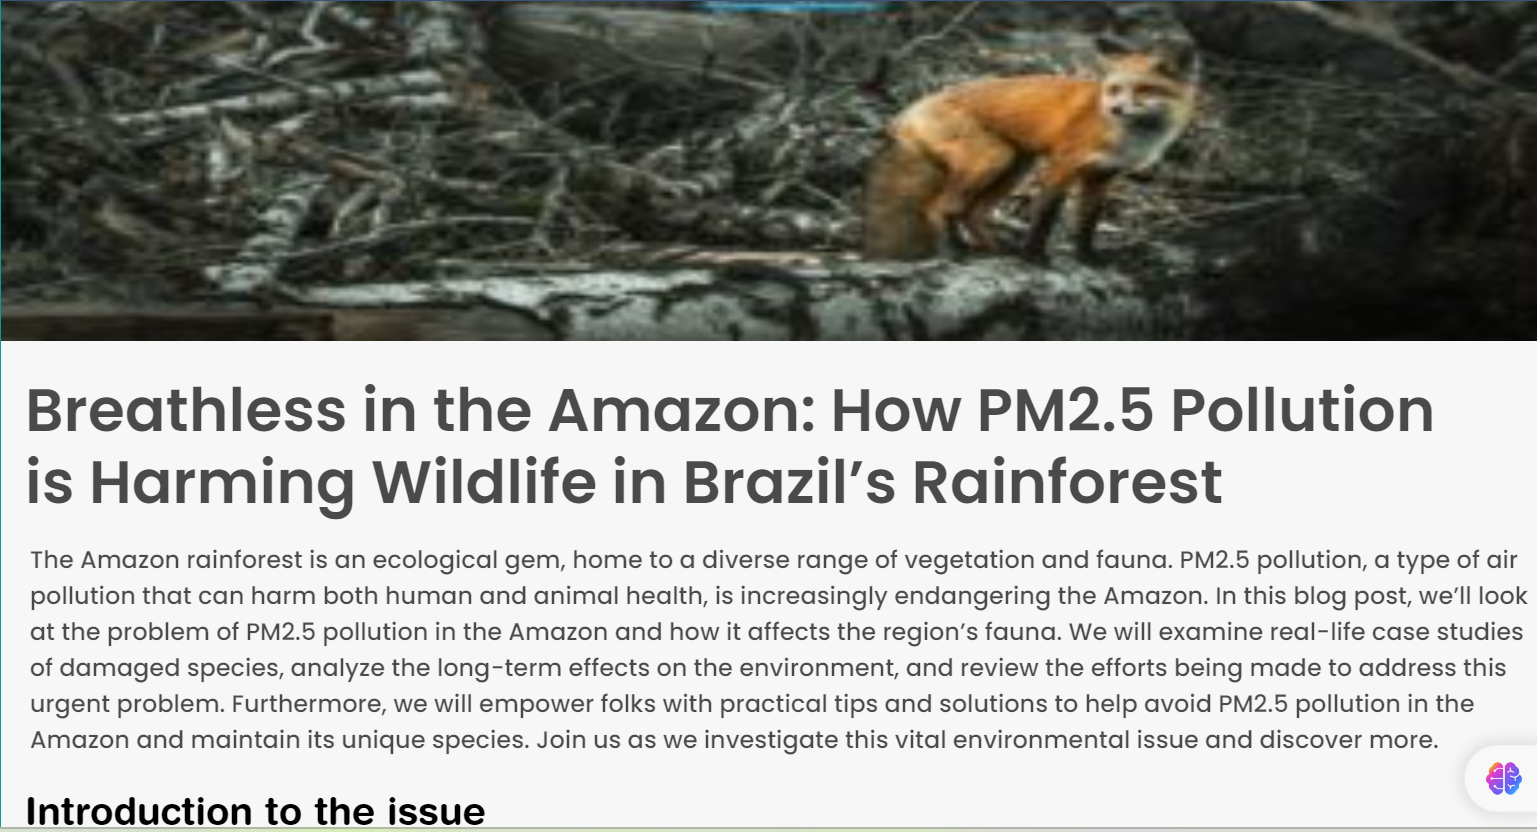 Breathless in the Amazon: How PM2.5 Pollution
is Harming Wildlife in Brazil’s Rainforest
The Amazon rainforest is an ecological gem, home to a diverse range of vegetation and fauna. PM2.5 pollution, a type of air
pollution that can harm both human and animal health, is increasingly endangering the Amazon. In this blog post, we’ll look
at the problem of PM2.5 pollution in the Amazon and how it affects the region’s fauna. We will examine real-life case studies
of damaged species, analyze the long-term effects on the environment, and review the efforts being made to address this
urgent problem. Furthermore, we will empower folks with practical tips and solutions to help avoid PM2.5 pollution in the
Amazon and maintain its unique species. Join us as we investigate this vital environmental issue and discover more.
Introduction to the issue